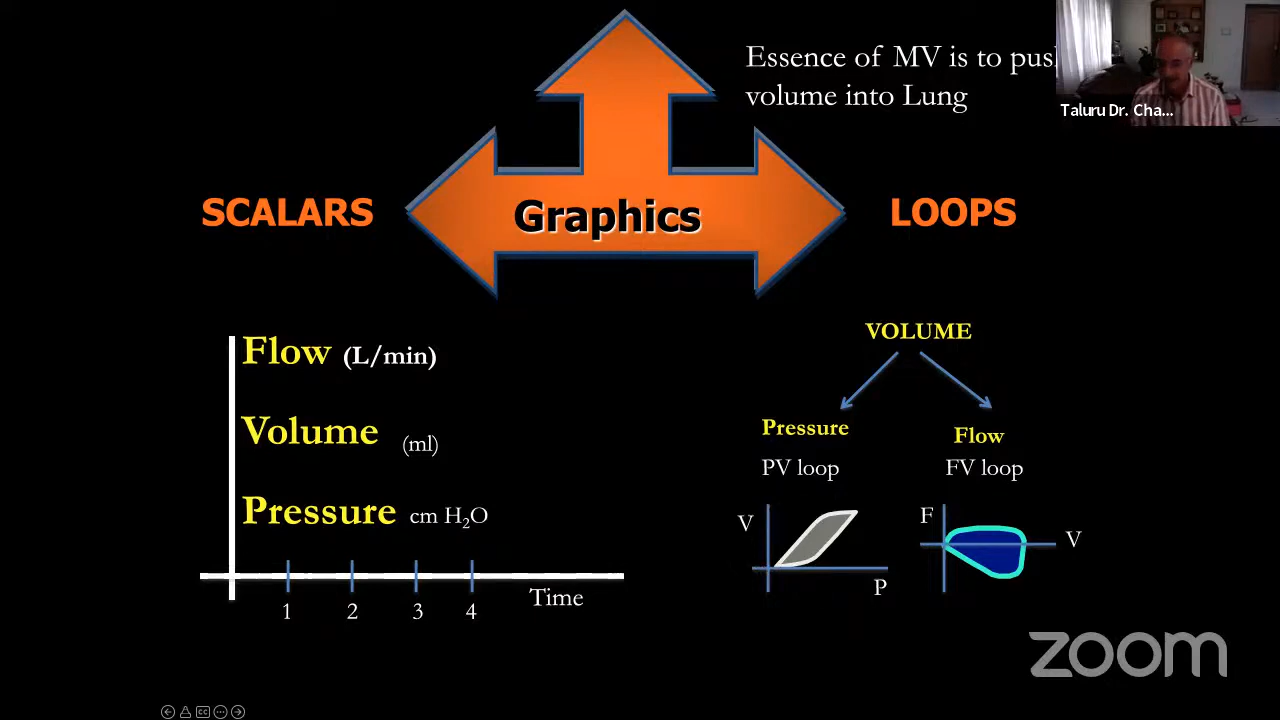 Essence of MV is to pus
volume into Lung
Taluru Dr. Cha...
SCALARS
Graphics
LOOPS
Flow (L/min)
Volume (ml)
Pressure cm H₂O
1 2 3 4
Time
VOLUME
Pressure
Flow
PV loop
FV loop
V
P
F
V
zoom
CC